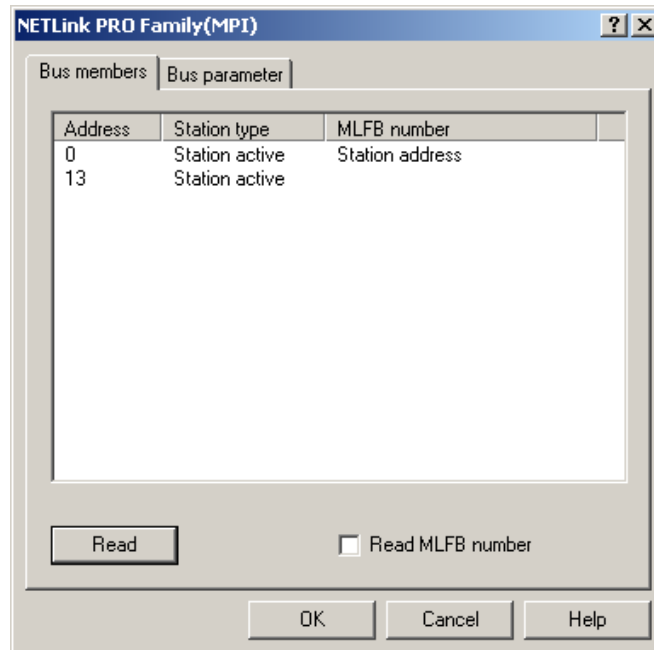 NETLink PRO Family(MPI)
Bus members Bus parameter
Address Station type MLFB number
0 Station active Station address
13 Station active
Read Read MLFB number
OK Cancel Help